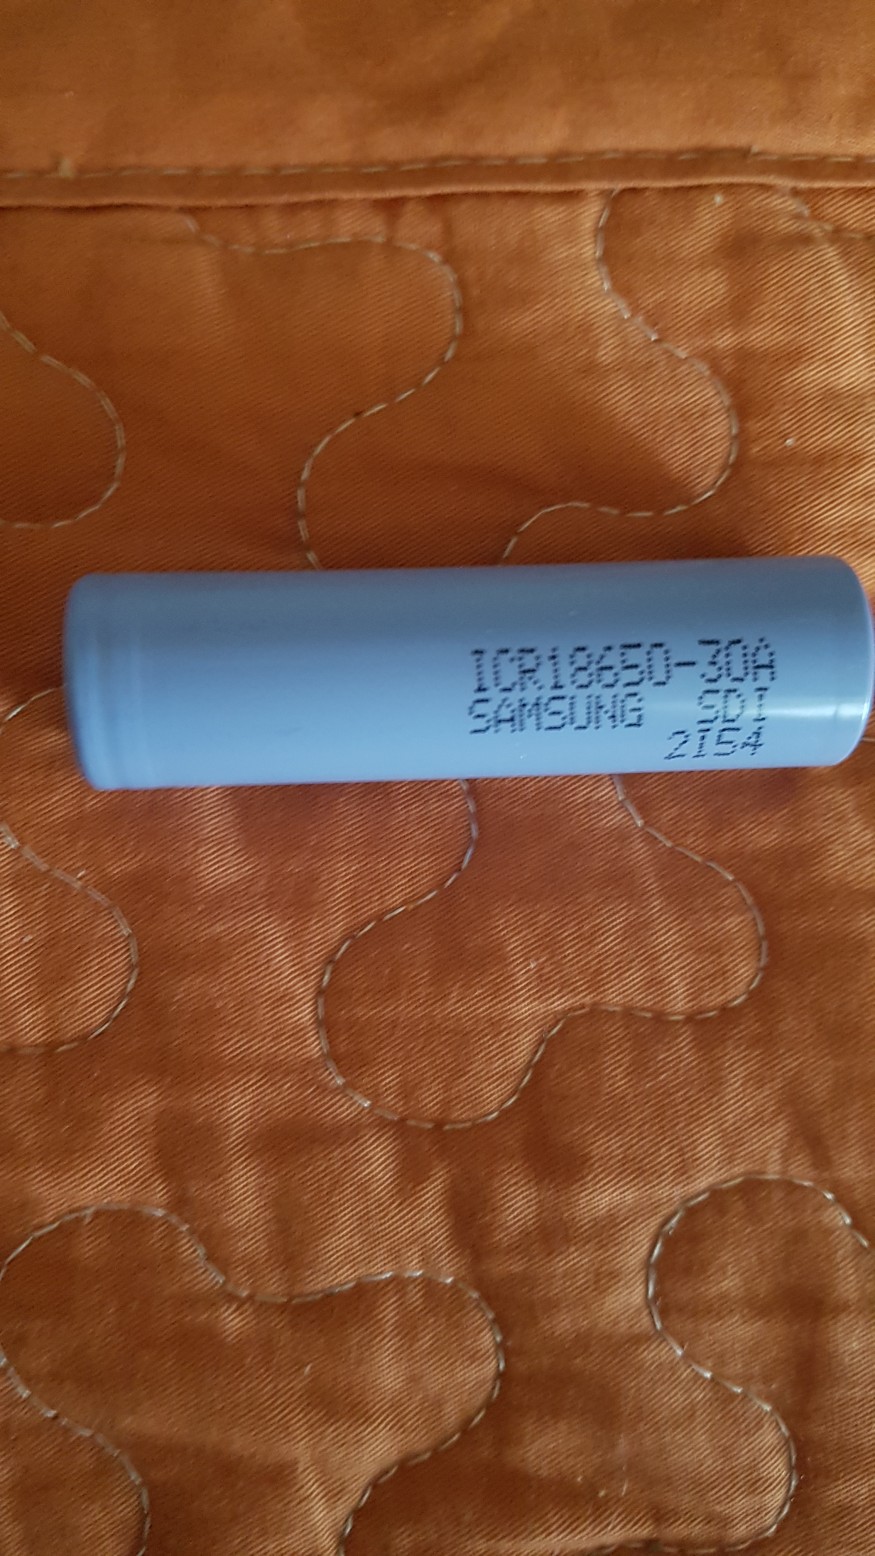 ICR18650-30A
SAMSUNG SDI
2154